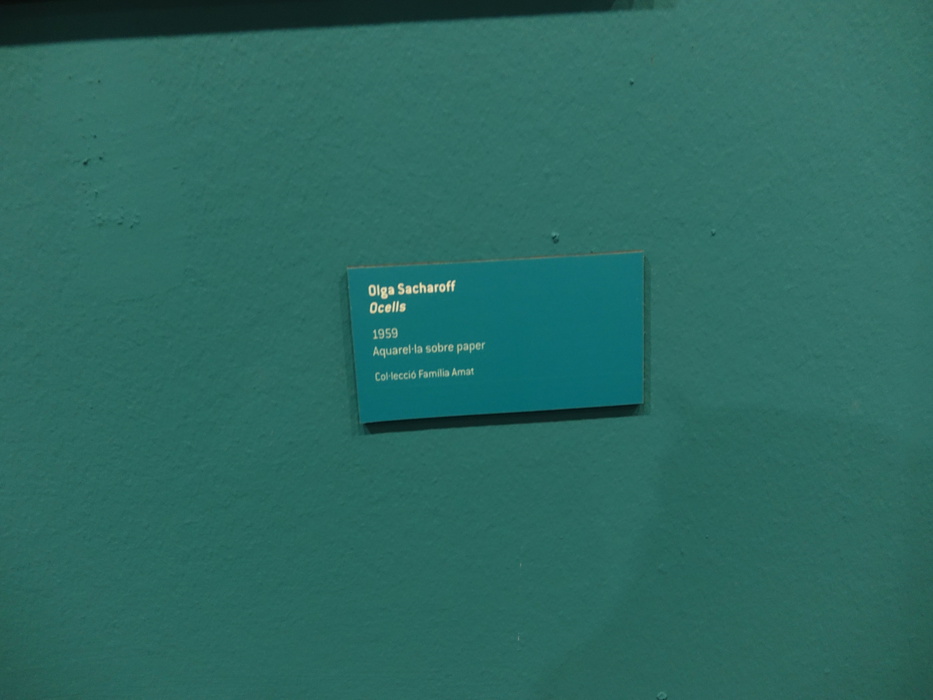 Olga Sacharoff
Ocells
1959
Aquarel·la sobre paper
Col·lecció Família Amat